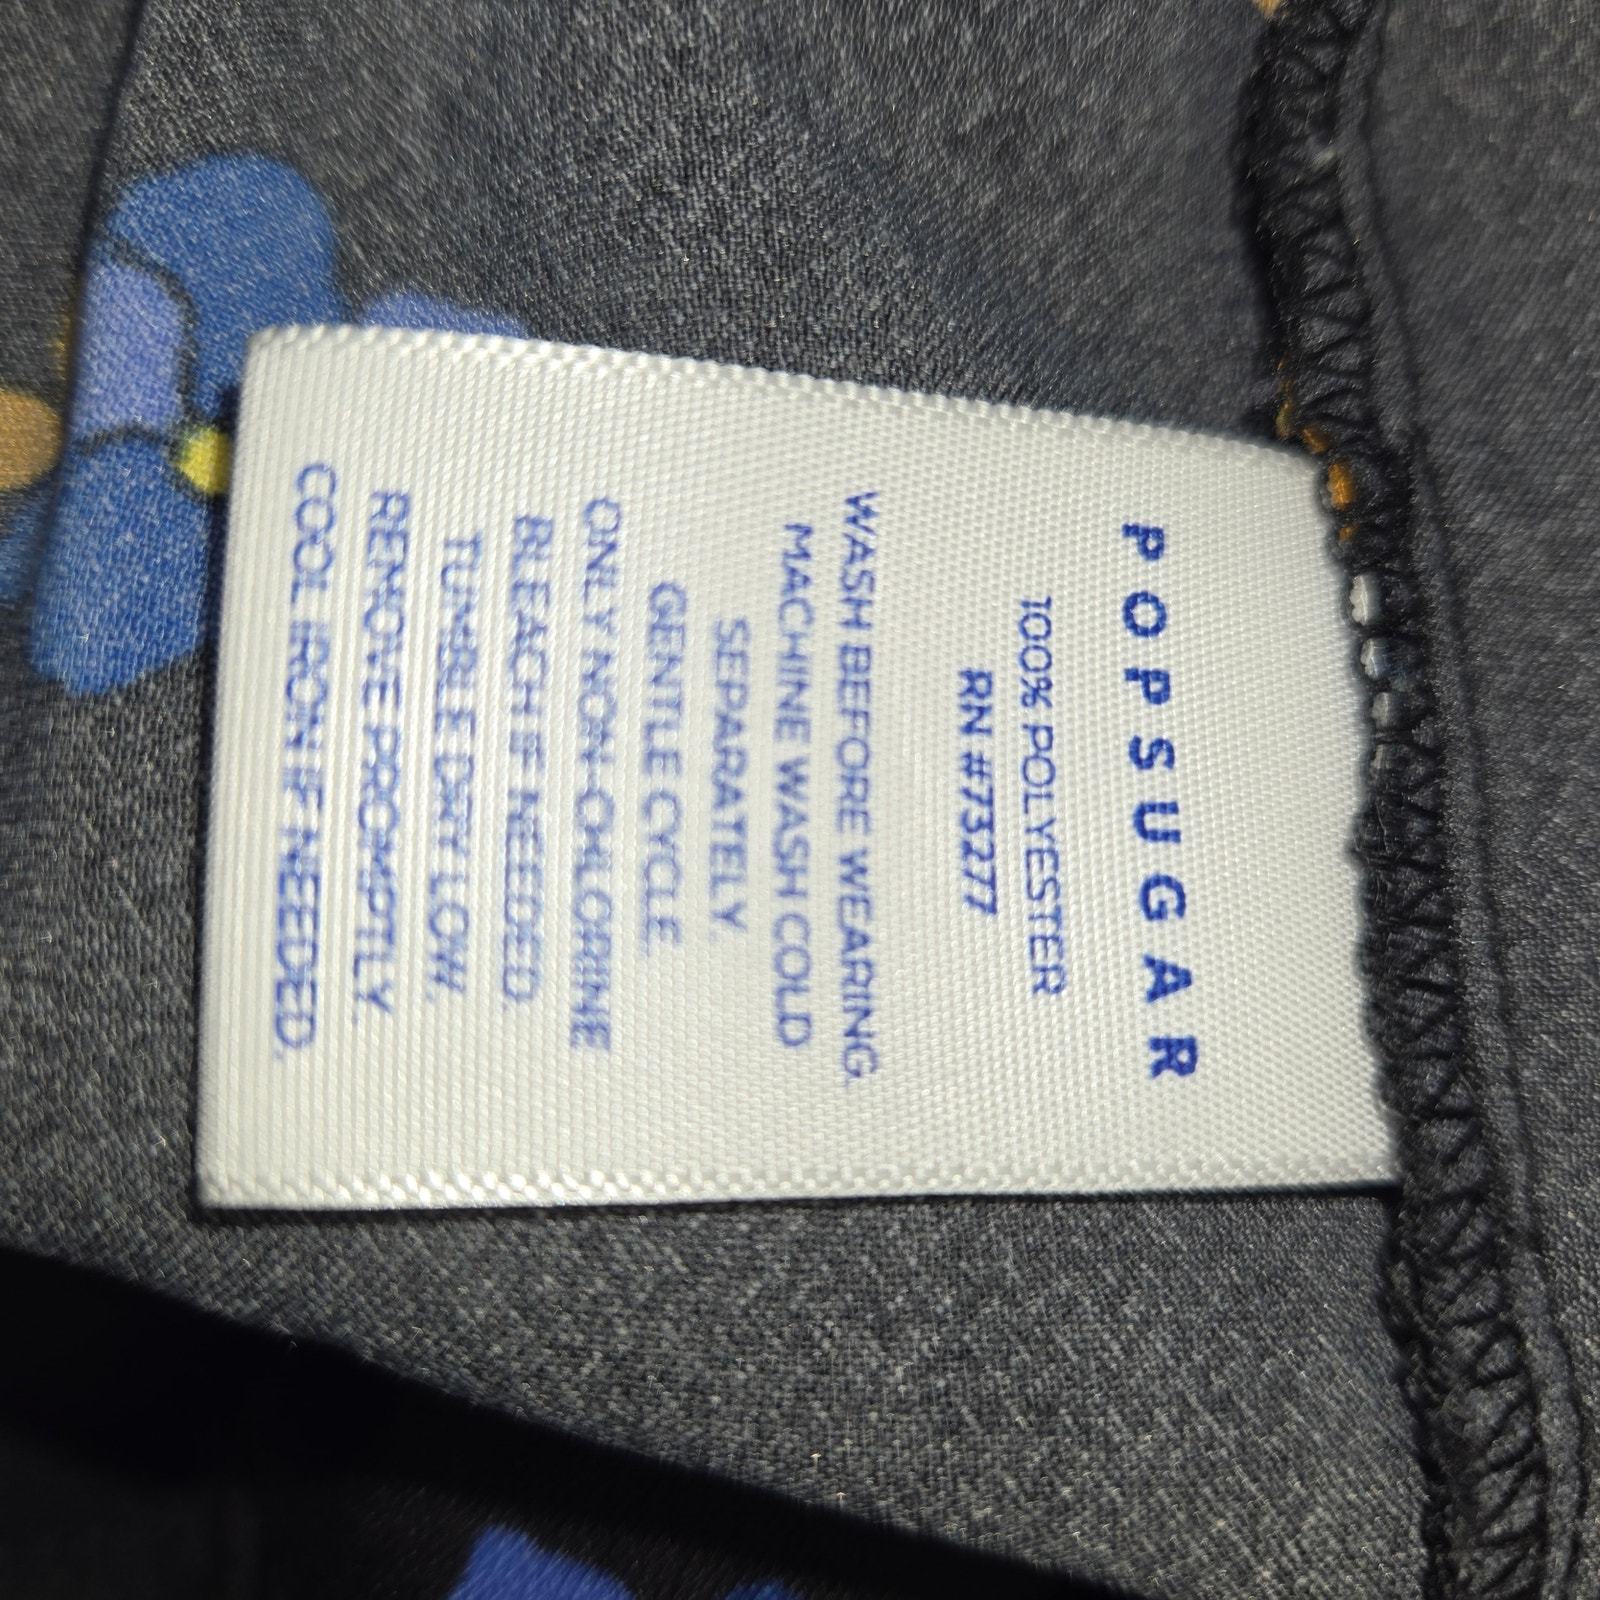 POPSUGAR
100% POLYESTER
RN #73277
WASH BEFORE WEARING.
MACHINE WASH COLD
SEPARATELY.
GENTLE CYCLE.
ONLY NON-CHLORINE
BLEACH IF NEEDED.
TUMBLE DRY LOW.
REMOVE PROMPTLY.
COOL IRON IF NEEDED.